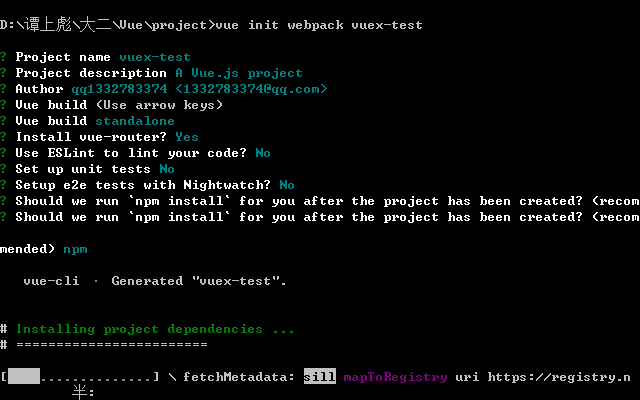 D:\谭上彪\大二\Vue\project>vue init webpack vuex-test
? Project name vuex-test
? Project description A Vue.js project
? Author qq1332783374 <1332783374@qq.com>
? Vue build (Use arrow keys)
? Vue build standalone
? Install vue-router? Yes
? Use ESLint to lint your code? No
? Set up unit tests No
? Setup e2e tests with Nightwatch? No
? Should we run `npm install` for you after the project has been created? (recom
? Should we run `npm install` for you after the project has been created? (recom
mended) npm
vue-cli · Generated "vuex-test".
# Installing project dependencies ...
# ========================
[    ..............] \ fetchMetadata: sill mapToRegistry uri https://registry.n
半: